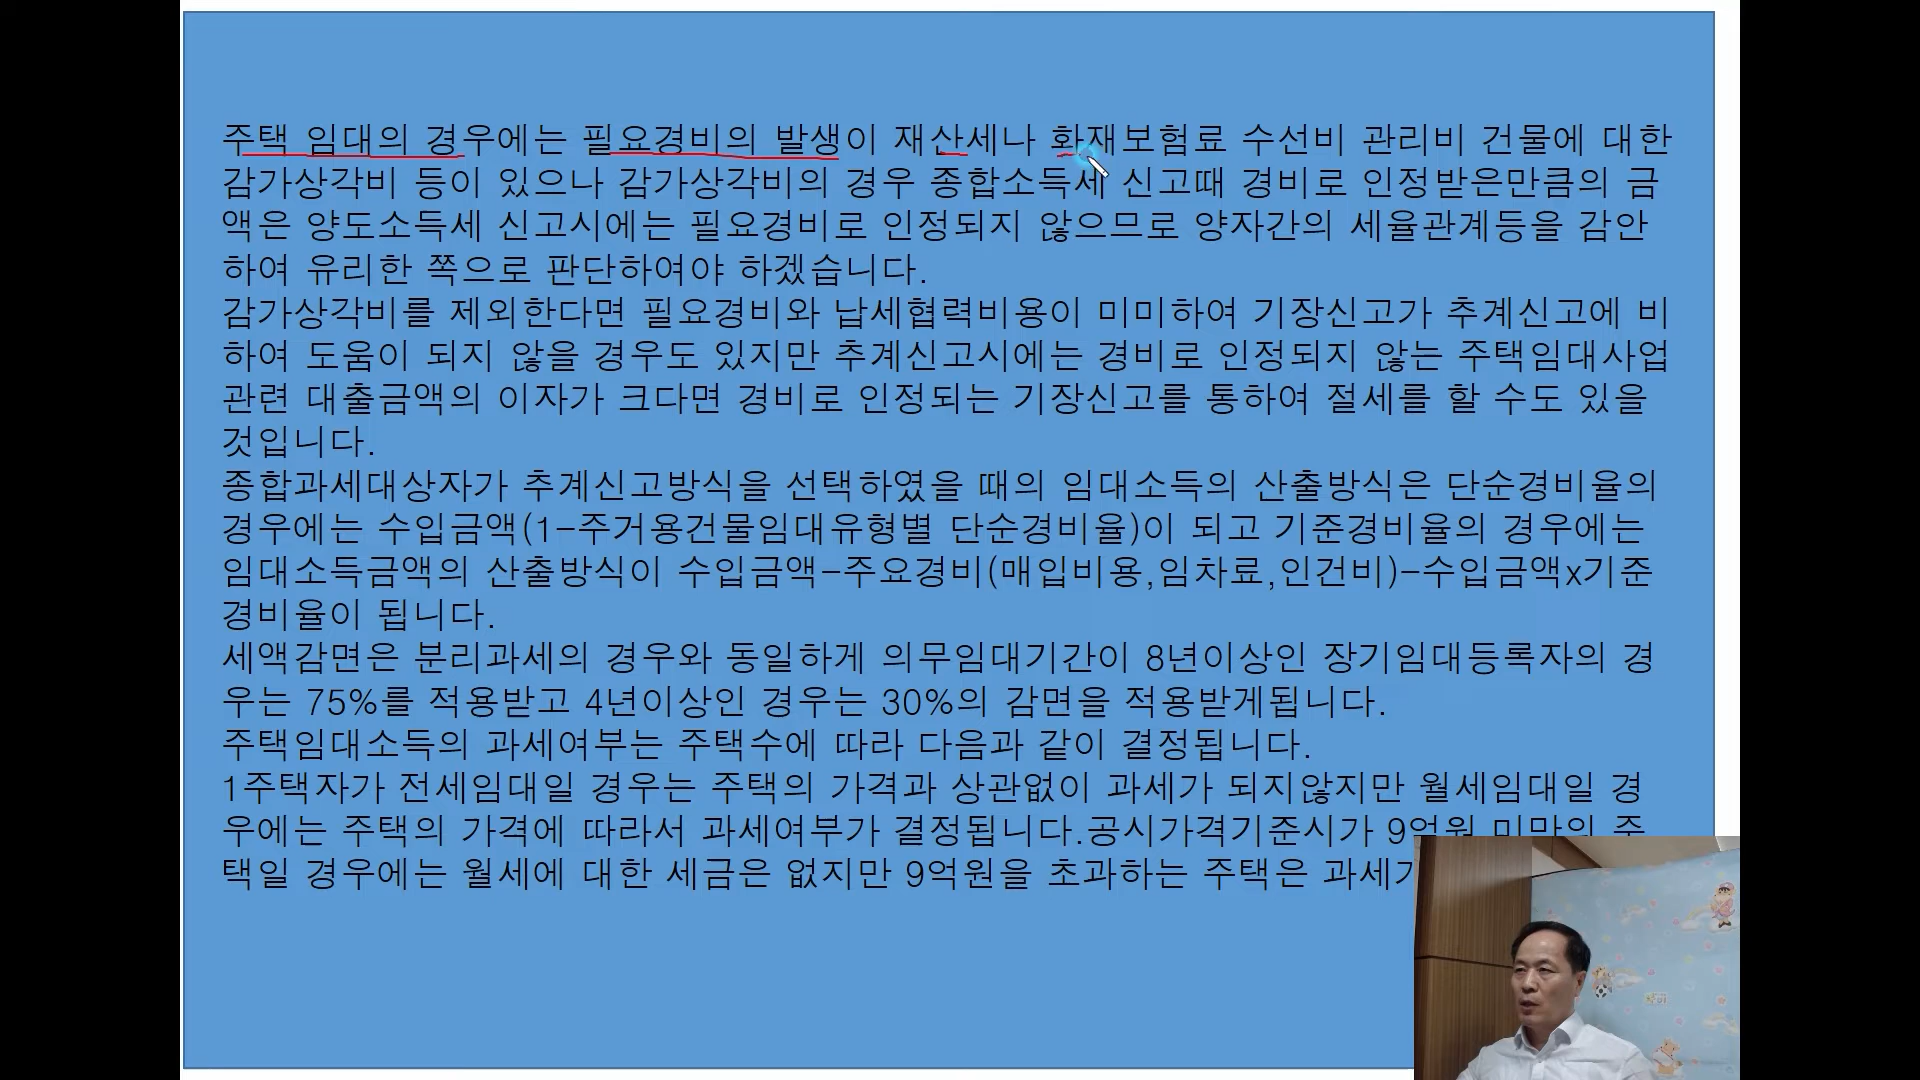 주택 임대의 경우에는 필요경비의 발생이 재산세나 화재보험료 수선비 관리비 건물에 대한
감가상각비 등이 있으나 감가상각비의 경우 종합소득세 신고때 경비로 인정받은만큼의 금
액은 양도소득세 신고시에는 필요경비로 인정되지 않으므로 양자간의 세율관계등을 감안
하여 유리한 쪽으로 판단하여야 하겠습니다.
감가상각비를 제외한다면 필요경비와 납세협력비용이 미미하여 기장신고가 추계신고에 비
하여 도움이 되지 않을 경우도 있지만 추계신고시에는 경비로 인정되지 않는 주택임대사업
관련 대출금액의 이자가 크다면 경비로 인정되는 기장신고를 통하여 절세를 할 수도 있을
것입니다.
종합과세대상자가 추계신고방식을 선택하였을 때의 임대소득의 산출방식은 단순경비율의
경우에는 수입금액(1-주거용건물임대유형별 단순경비율)이 되고 기준경비율의 경우에는
임대소득금액의 산출방식이 수입금액-주요경비(매입비용,임차료,인건비)-수입금액x기준
경비율이 됩니다.
세액감면은 분리과세의 경우와 동일하게 의무임대기간이 8년이상인 장기임대등록자의 경
우는 75%를 적용받고 4년이상인 경우는 30%의 감면을 적용받게됩니다.
주택임대소득의 과세여부는 주택수에 따라 다음과 같이 결정됩니다.
1주택자가 전세임대일 경우는 주택의 가격과 상관없이 과세가 되지않지만 월세임대일 경
우에는 주택의 가격에 따라서 과세여부가 결정됩니다.공시가격기준시가 9억원 미만의 주
택일 경우에는 월세에 대한 세금은 없지만 9억원을 초과하는 주택은